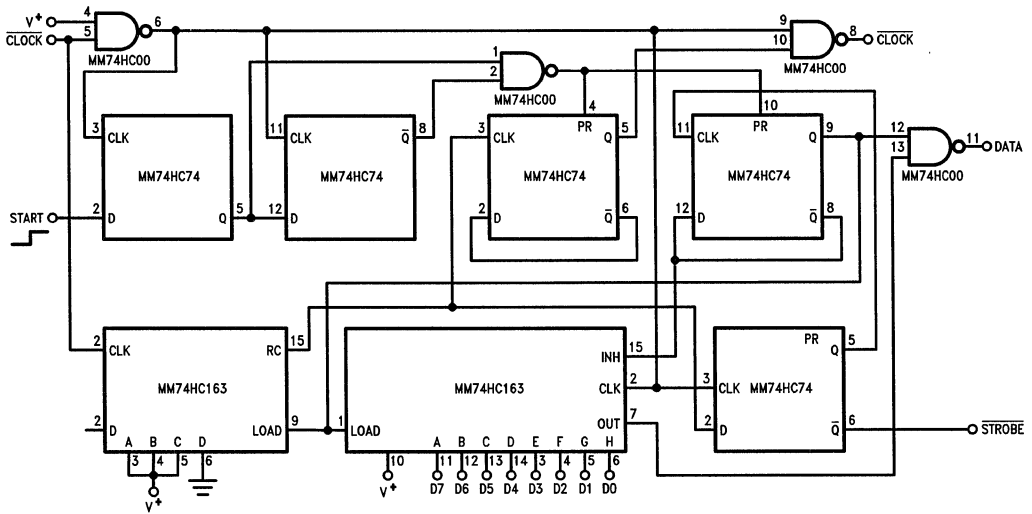 V+ 4 6 9 8 CLOCK
CLOCK 5 10
MM74HC00 1 MM74HC00
2
MM74HC00
4 10
3 CLK 11 CLK Q 8 3 CLK PR Q 5 11 CLK PR Q 9 12 11 DATA
13
MM74HC74 MM74HC74 MM74HC74 MM74HC74 MM74HC00
START 2 D Q 5 12 D 2 D Q 6 12 D Q 8
2 CLK RC 15 INH 15 PR Q 5
MM74HC163 MM74HC163 CLK 2 3 CLK MM74HC74
OUT 7
2 D LOAD 9 1 LOAD 2 D Q 6 STROBE
A B C D A B C D E F G H
3 4 5 6 10 11 12 13 14 3 4 5 6
V+ V+ D7 D6 D5 D4 D3 D2 D1 D0